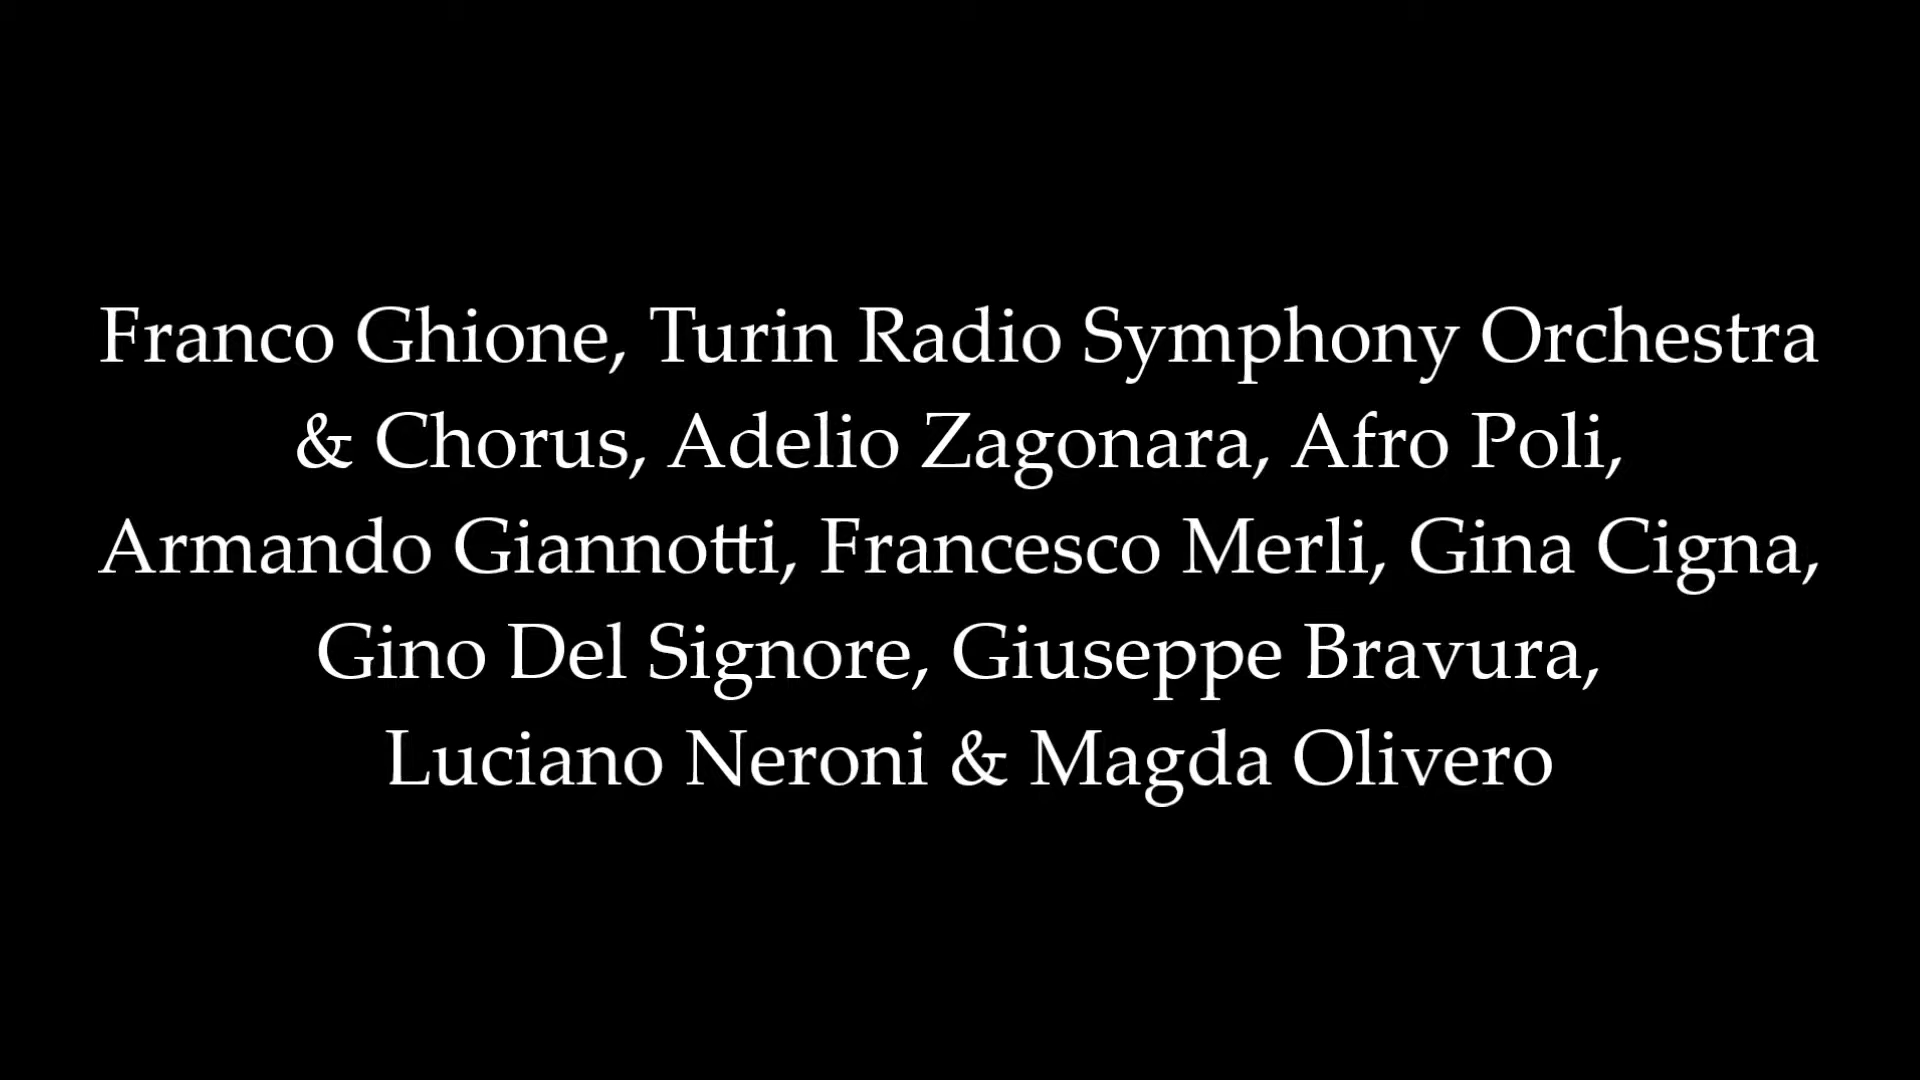 Franco Ghione, Turin Radio Symphony Orchestra
& Chorus, Adelio Zagonara, Afro Poli,
Armando Giannotti, Francesco Merli, Gina Cigna,
Gino Del Signore, Giuseppe Bravura,
Luciano Neroni & Magda Olivero